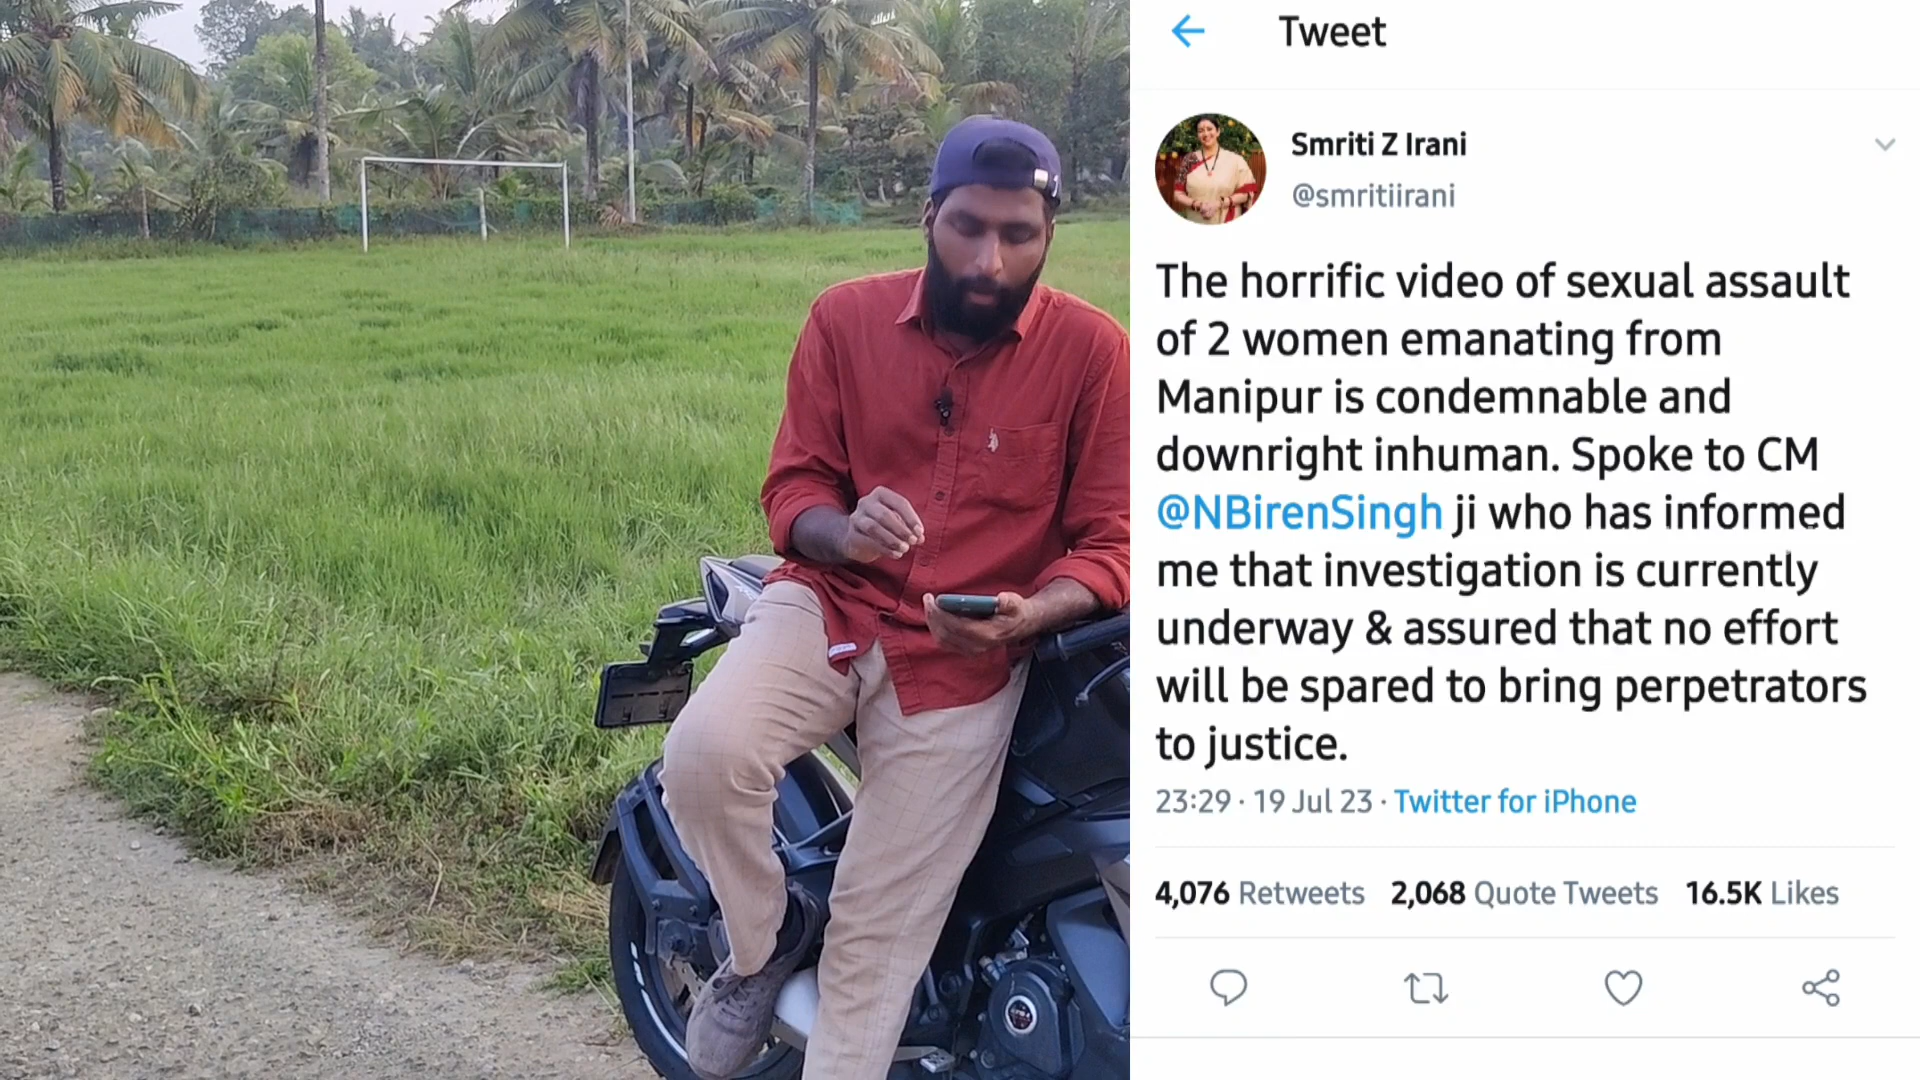 Tweet
Smriti Z Irani
@smritiirani
The horrific video of sexual assault
of 2 women emanating from
Manipur is condemnable and
downright inhuman. Spoke to CM
@NBirenSingh ji who has informed
me that investigation is currently
underway & assured that no effort
will be spared to bring perpetrators
to justice.
23:29 · 19 Jul 23 · Twitter for iPhone
4,076 Retweets 2,068 Quote Tweets 16.5K Likes